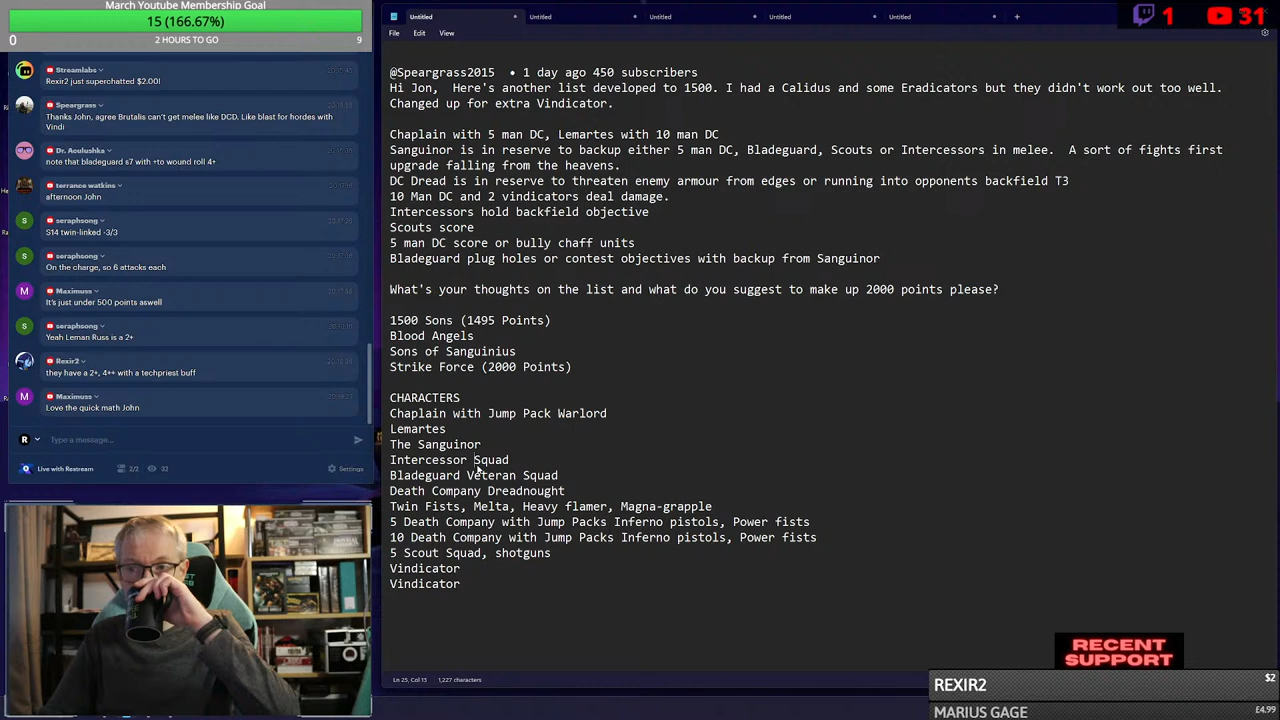 March Youtube Membership Goal
15 (166.67%)
0
2 HOURS TO GO
9
Streamlabs
Rexir2 just superchatted $2.00!
Speargrass
Thanks John, agree Brutalis can't get melee like DCD. Like blast for hordes with
Vindi
Dr. Aculushka
note that bladeguard s7 with +to wound roll 4+
terrance watkins
afternoon John
seraphsong
S14 twin-linked -3/3
seraphsong
On the charge, so 6 attacks each
Maximuss
It's just under 500 points aswell
seraphsong
Yeah Leman Russ is a 2+
Rexir2
they have a 2+, 4++ with a techpriest buff
Maximuss
Love the quick math John
R
Type a message...
Live with Restream
2/2
32
Settings
Untitled
Untitled
Untitled
Untitled
Untitled
1
31
File
Edit
View
@Speargrass2015 • 1 day ago 450 subscribers
Hi Jon, Here's another list developed to 1500. I had a Calidus and some Eradicators but they didn't work out too well.
Changed up for extra Vindicator.
Chaplain with 5 man DC, Lemartes with 10 man DC
Sanguinor is in reserve to backup either 5 man DC, Bladeguard, Scouts or Intercessors in melee. A sort of fights first
upgrade falling from the heavens.
DC Dread is in reserve to threaten enemy armour from edges or running into opponents backfield T3
10 Man DC and 2 vindicators deal damage.
Intercessors hold backfield objective
Scouts score
5 man DC score or bully chaff units
Bladeguard plug holes or contest objectives with backup from Sanguinor
What's your thoughts on the list and what do you suggest to make up 2000 points please?
1500 Sons (1495 Points)
Blood Angels
Sons of Sanguinius
Strike Force (2000 Points)
CHARACTERS
Chaplain with Jump Pack Warlord
Lemartes
The Sanguinor
Intercessor Squad
Bladeguard Veteran Squad
Death Company Dreadnought
Twin Fists, Melta, Heavy flamer, Magna-grapple
5 Death Company with Jump Packs Inferno pistols, Power fists
10 Death Company with Jump Packs Inferno pistols, Power fists
5 Scout Squad, shotguns
Vindicator
Vindicator
Ln 25, Col 13
1,227 characters
RECENT
SUPPORT
REXIR2
$2
MARIUS GAGE
£4.99